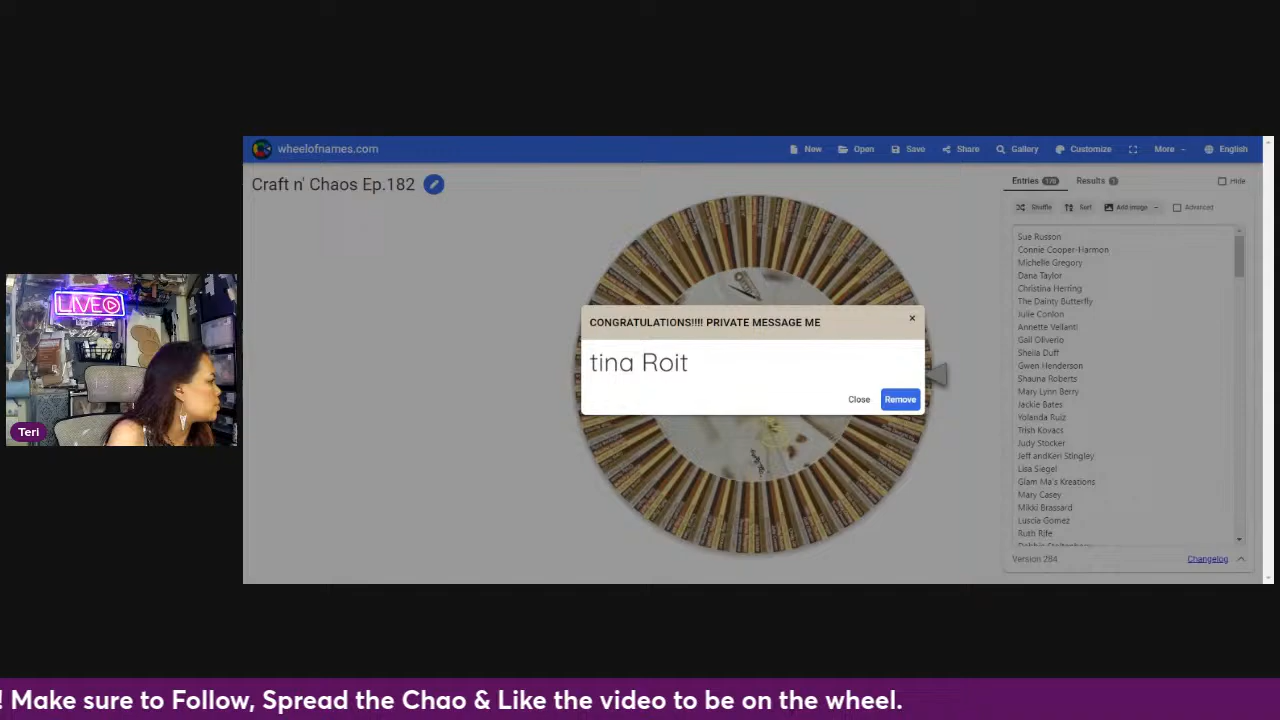 wheelofnames.com
New
Open
Save
Share
Gallery
Customize
More
English
Craft n' Chaos Ep.182
Entries
Results
Hide
Shuffle
Sort
Add image
Advanced
Sue Russon
Connie Cooper-Harmon
Michelle Gregory
Dana Taylor
Christina Herring
The Dainty Butterfly
Julie Conlon
Annette Vellanti
Gail Oliverio
Sheila Duff
Gwen Henderson
Shauna Roberts
Mary Lynn Berry
Jackie Bates
Yolanda Ruiz
Trish Kovacs
Judy Stocker
Jeff andKeri Stingley
Lisa Siegel
Glam Ma's Kreations
Mary Casey
Mikki Brassard
Luscia Gomez
Ruth Rife
Version 284
Changelog
CONGRATULATIONS!!!! PRIVATE MESSAGE ME
tina Roit
Close
Remove
LIVE
Teri
! Make sure to Follow, Spread the Chao & Like the video to be on the wheel.